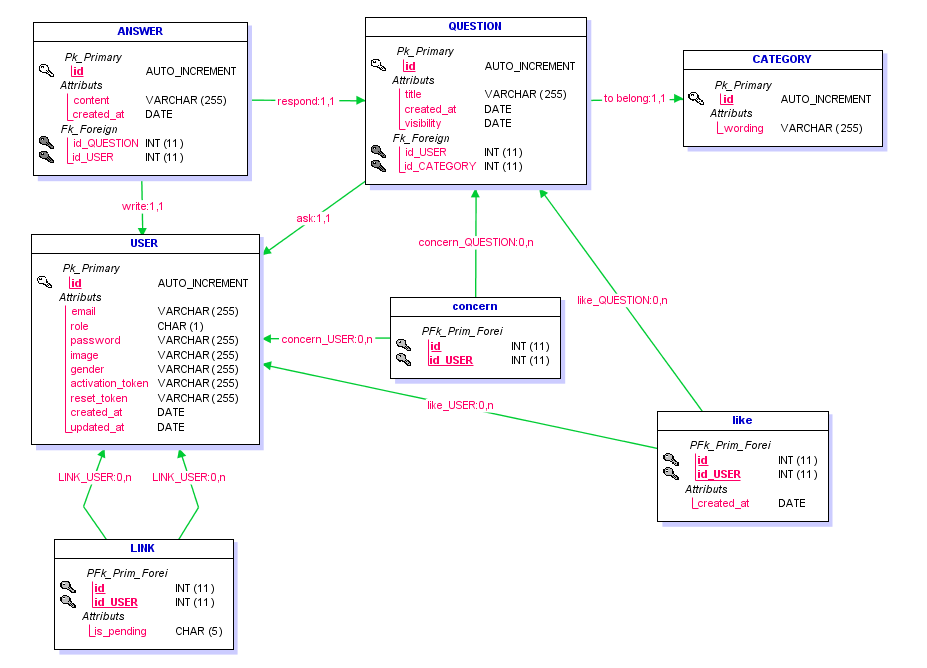 ANSWER
Pk_Primary
id AUTO_INCREMENT
Attributs
content VARCHAR (255)
created_at DATE
Fk_Foreign
id_QUESTION INT (11)
id_USER INT (11)
respond:1,1
QUESTION
Pk_Primary
id AUTO_INCREMENT
Attributs
title VARCHAR (255)
created_at DATE
visibility DATE
Fk_Foreign
id_USER INT (11)
id_CATEGORY INT (11)
to belong:1,1
CATEGORY
Pk_Primary
id AUTO_INCREMENT
Attributs
wording VARCHAR (255)
write:1,1
ask:1,1
USER
Pk_Primary
id AUTO_INCREMENT
Attributs
email VARCHAR (255)
role CHAR (1)
password VARCHAR (255)
image VARCHAR (255)
gender VARCHAR (255)
activation_token VARCHAR (255)
reset_token VARCHAR (255)
created_at DATE
updated_at DATE
concern_QUESTION:0,n
like_QUESTION:0,n
concern
PFk_Prim_Forei
id INT (11)
id_USER INT (11)
concern_USER:0,n
like_USER:0,n
like
PFk_Prim_Forei
id INT (11)
id_USER INT (11)
Attributs
created_at DATE
LINK_USER:0,n
LINK_USER:0,n
LINK
PFk_Prim_Forei
id INT (11)
id_USER INT (11)
Attributs
is_pending CHAR (5)